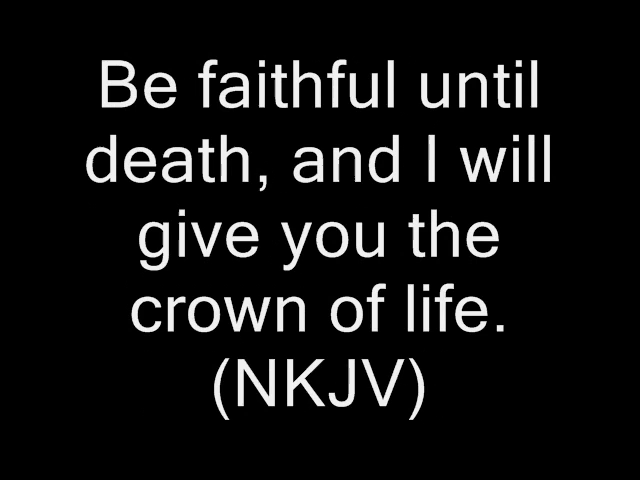 Be faithful until
death, and I will
give you the
crown of life.
(NKJV)